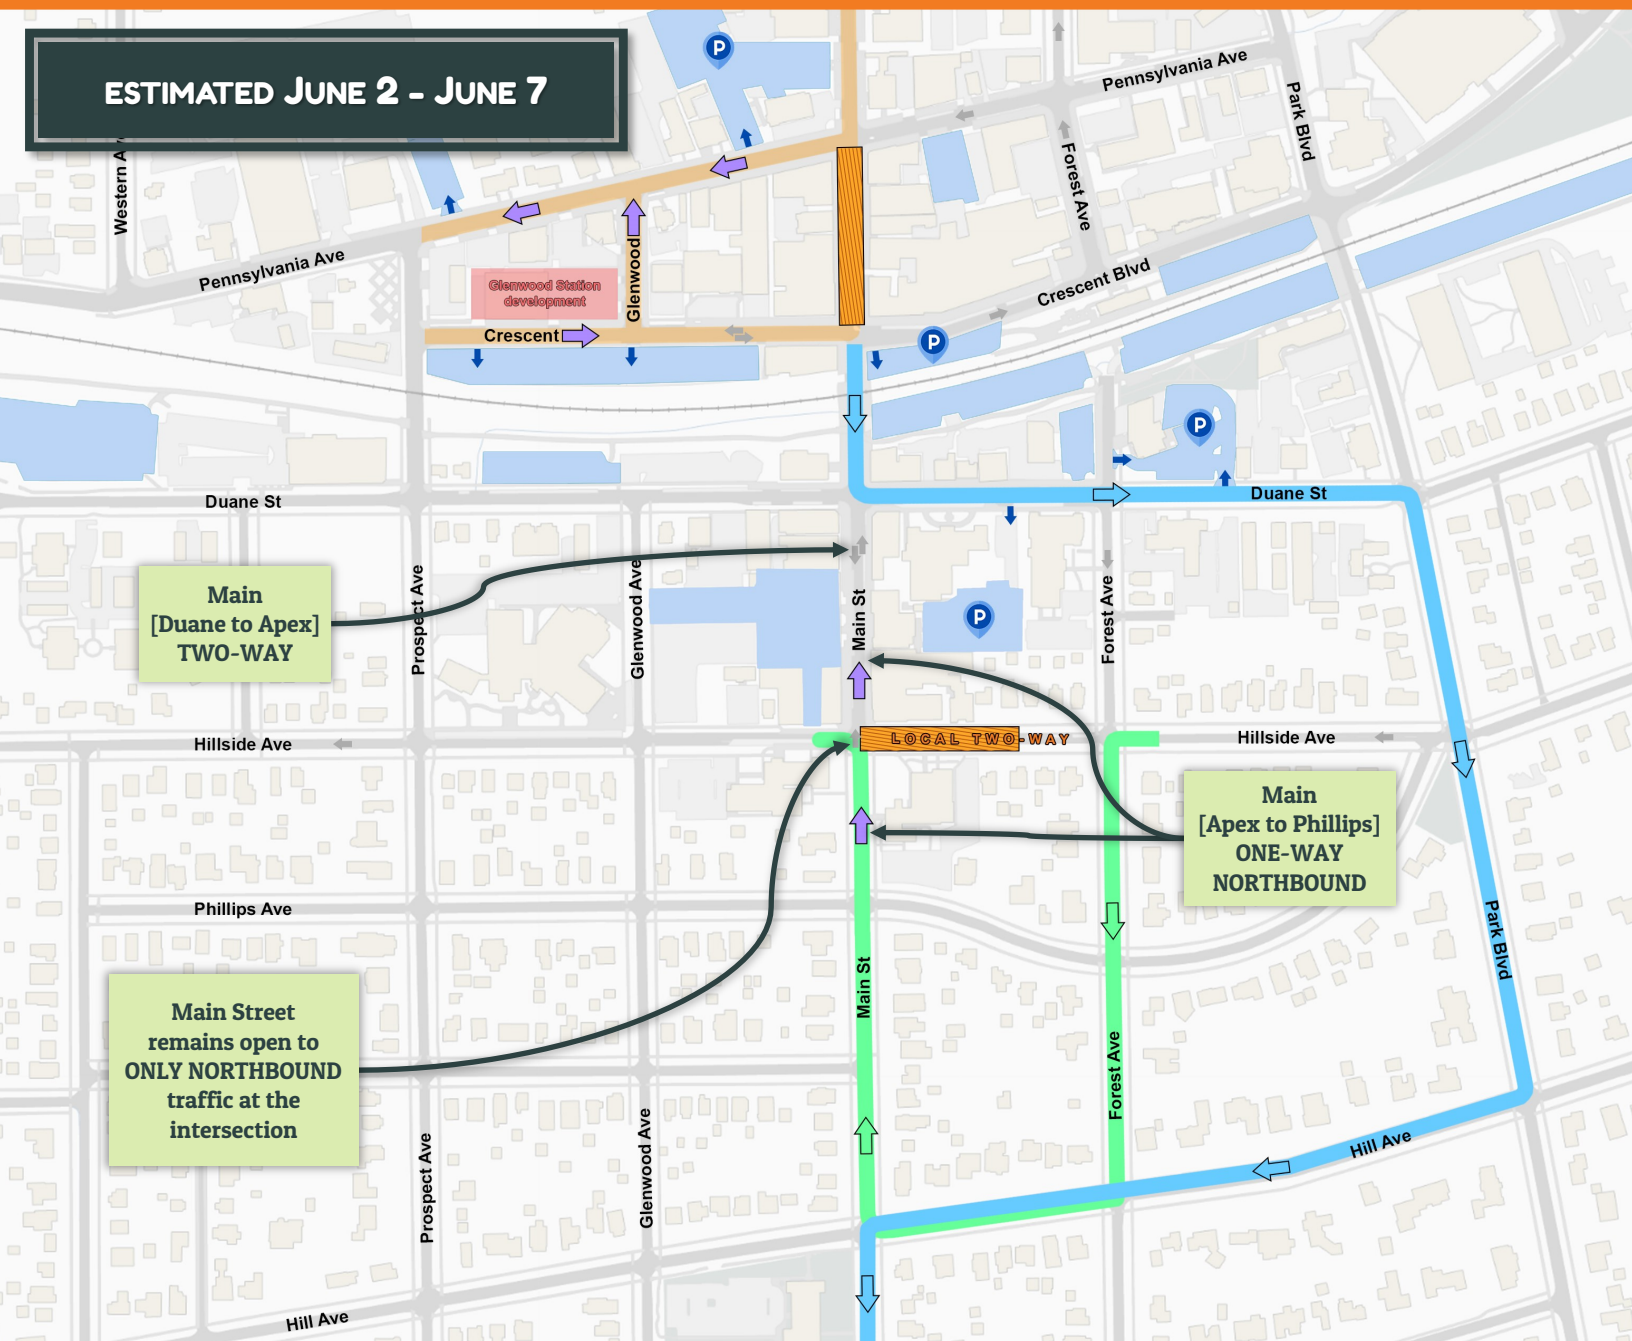 ESTIMATED JUNE 2 - JUNE 7
P
Pennsylvania Ave
Park Blvd
Western Av
Forest Ave
Pennsylvania Ave
Glenwood
Glenwood Station
development
Crescent Blvd
Crescent
P
P
Duane St
Duane St
Main
[Duane to Apex]
TWO-WAY
Prospect Ave
Glenwood Ave
Main St
P
Forest Ave
Hillside Ave
LOCAL TWO-WAY
Hillside Ave
Main
[Apex to Phillips]
ONE-WAY
NORTHBOUND
Phillips Ave
Park Blvd
Main St
Main Street
remains open to
ONLY NORTHBOUND
traffic at the
intersection
Forest Ave
Prospect Ave
Glenwood Ave
Hill Ave
Hill Ave